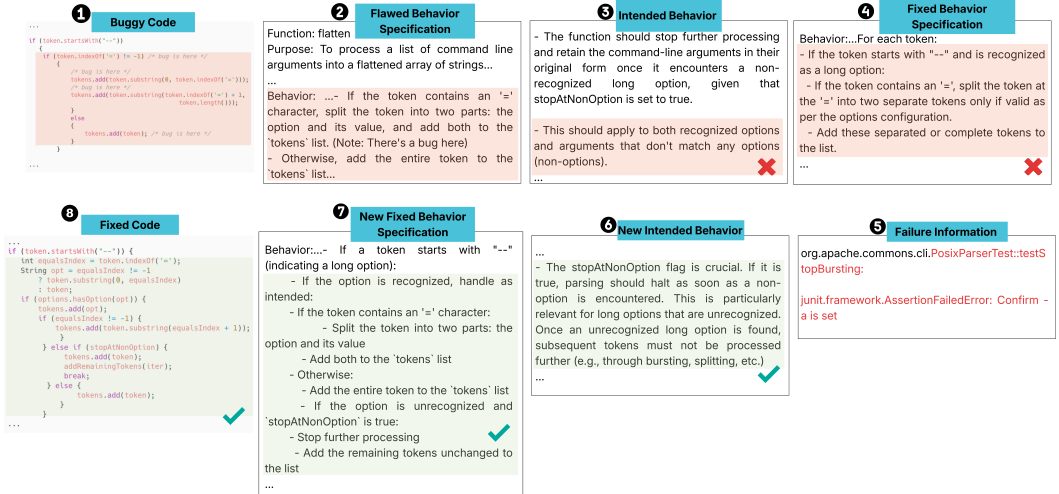 1
Buggy Code
...
if (token.startsWith("--"))
{
if (token.indexOf('=') != -1) /* bug is here */
{
/* bug is here */
tokens.add(token.substring(0, token.indexOf('=')));
/* bug is here */
tokens.add(token.substring(token.indexOf('=') + 1,
token.length()));
}
else
{
tokens.add(token); /* bug is here */
}
}
...
2
Flawed Behavior
Specification
Function: flatten
Purpose: To process a list of command line
arguments into a flattened array of strings...
...
Behavior: ...- If the token contains an '='
character, split the token into two parts: the
option and its value, and add both to the
`tokens` list. (Note: There's a bug here)
- Otherwise, add the entire token to the
`tokens` list...
3
Intended Behavior
- The function should stop further processing
and retain the command-line arguments in their
original form once it encounters a non-
recognized long option, given that
stopAtNonOption is set to true.
- This should apply to both recognized options
and arguments that don't match any options
(non-options).
...
4
Fixed Behavior
Specification
Behavior:...For each token:
- If the token starts with "--" and is recognized
as a long option:
- If the token contains an '=', split the token at
the '=' into two separate tokens only if valid as
per the options configuration.
- Add these separated or complete tokens to
the list.
...
8
Fixed Code
...
if (token.startsWith("--")) {
int equalsIndex = token.indexOf('=');
String opt = equalsIndex != -1
? token.substring(0, equalsIndex)
: token;
if (options.hasOption(opt)) {
tokens.add(opt);
if (equalsIndex != -1) {
tokens.add(token.substring(equalsIndex + 1));
}
} else if (stopAtNonOption) {
tokens.add(token);
addRemainingTokens(iter);
break;
} else {
tokens.add(token);
}
}
...
7
New Fixed Behavior
Specification
Behavior:...- If a token starts with "--"
(indicating a long option):
- If the option is recognized, handle as
intended:
- If the token contains an '=' character:
- Split the token into two parts: the
option and its value
- Add both to the `tokens` list
- Otherwise:
- Add the entire token to the `tokens` list
- If the option is unrecognized and
`stopAtNonOption` is true:
- Stop further processing
- Add the remaining tokens unchanged to
the list
...
6
New Intended Behavior
...
- The stopAtNonOption flag is crucial. If it is
true, parsing should halt as soon as a non-
option is encountered. This is particularly
relevant for long options that are unrecognized.
Once an unrecognized long option is found,
subsequent tokens must not be processed
further (e.g., through bursting, splitting, etc.)
...
5
Failure Information
org.apache.commons.cli.PosixParserTest::testS
topBursting:
junit.framework.AssertionFailedError: Confirm -
a is set